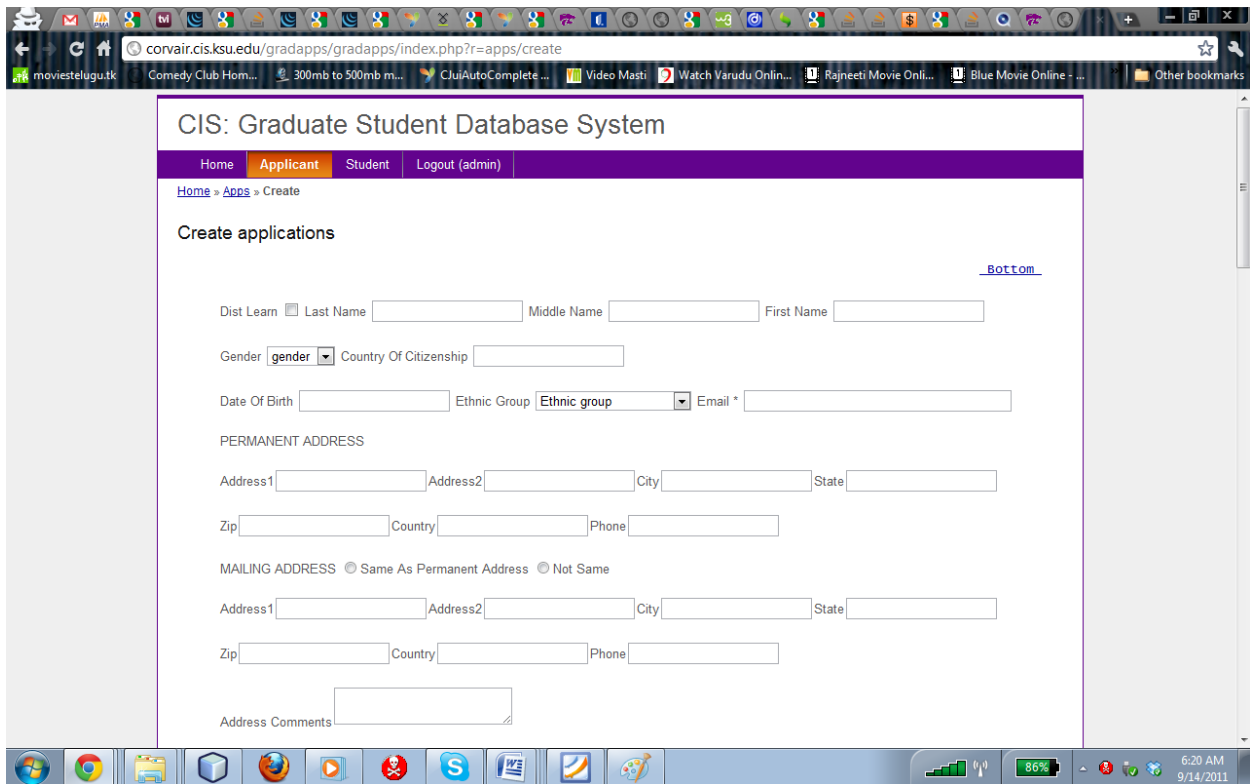 corvair.cis.ksu.edu/gradapps/gradapps/index.php?r=apps/create
moviestelugu.tk Comedy Club Hom... 300mb to 500mb m... CJuiAutoComplete ... Video Masti Watch Varudu Onlin... Rajneeti Movie Onli... Blue Movie Online - ... Other bookmarks
CIS: Graduate Student Database System
Home Applicant Student Logout (admin)
Home » Apps » Create
Create applications
Bottom
Dist Learn Last Name Middle Name First Name
Gender gender Country Of Citizenship
Date Of Birth Ethnic Group Ethnic group Email *
PERMANENT ADDRESS
Address1 Address2 City State
Zip Country Phone
MAILING ADDRESS Same As Permanent Address Not Same
Address1 Address2 City State
Zip Country Phone
Address Comments
86% 6:20 AM
9/14/2011